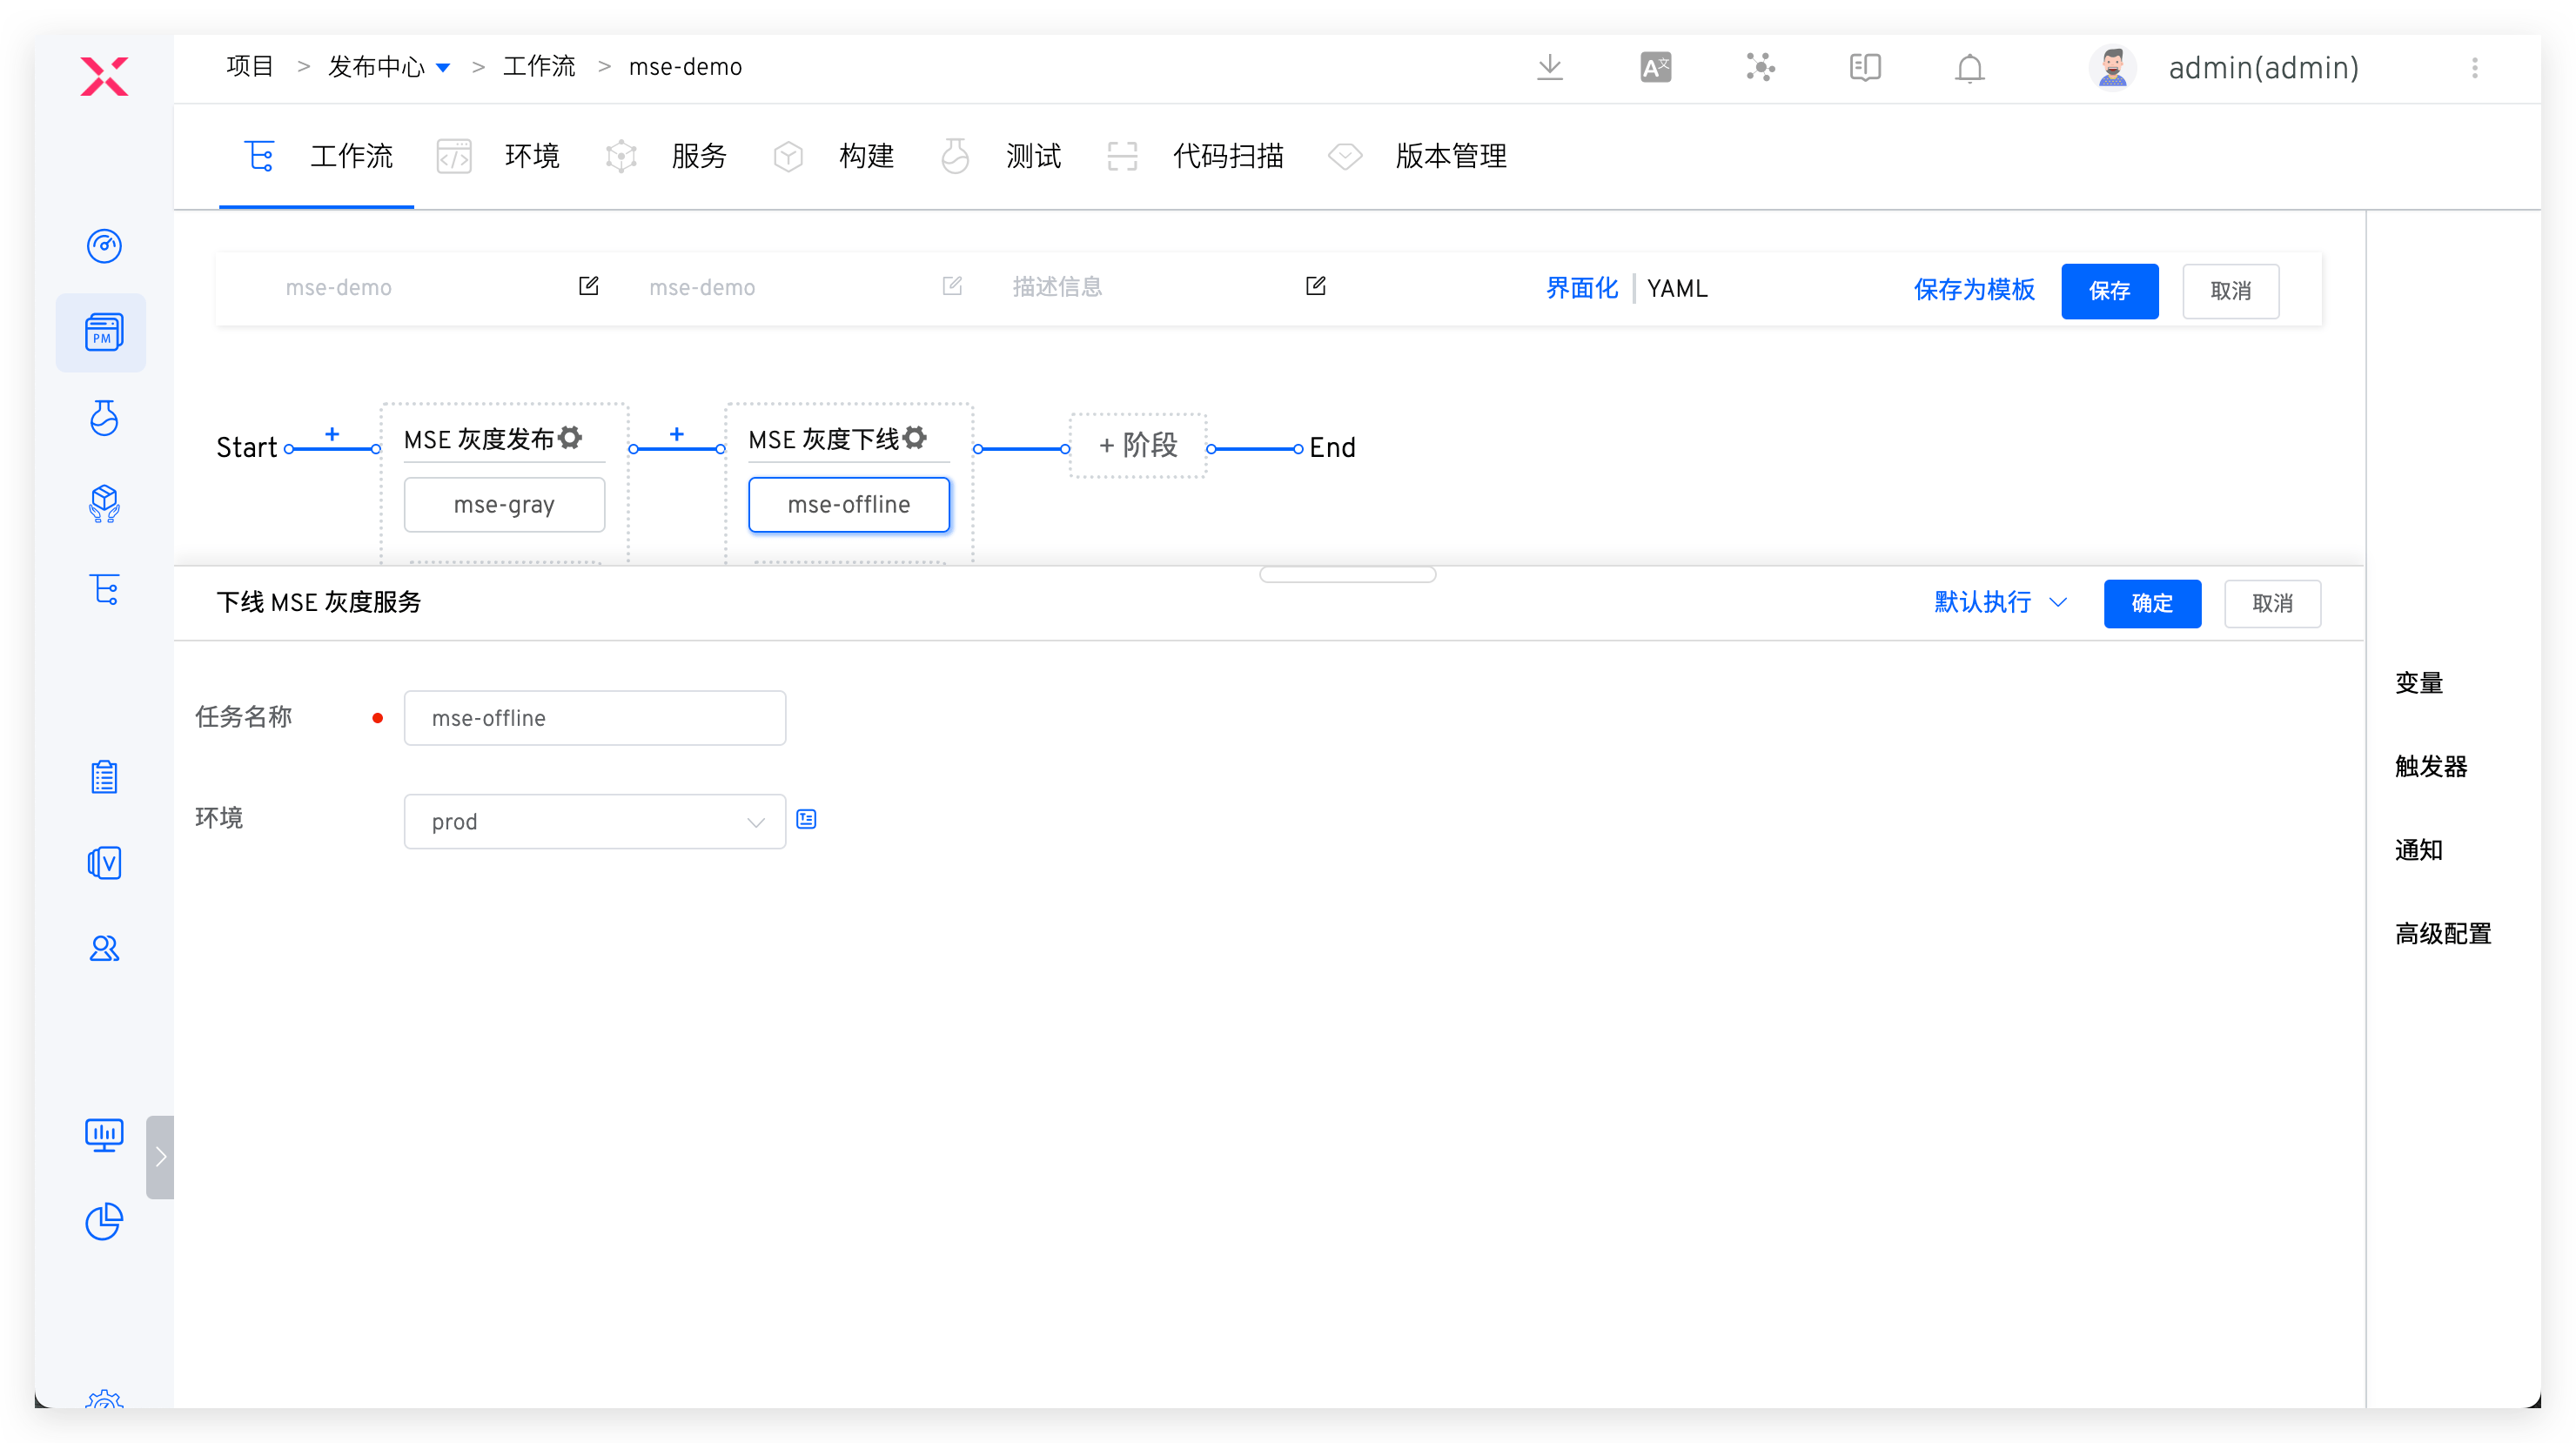 项目 > 发布中心 > 工作流 > mse-demo
admin(admin)
工作流 环境 服务 构建 测试 代码扫描 版本管理
PM
mse-demo mse-demo 描述信息 界面化 YAML 保存为模板 保存 取消
Start + MSE 灰度发布 + MSE 灰度下线 + 阶段 End
mse-gray mse-offline
下线 MSE 灰度服务 默认执行 确定 取消
任务名称 mse-offline
环境 prod
变量
触发器
通知
高级配置